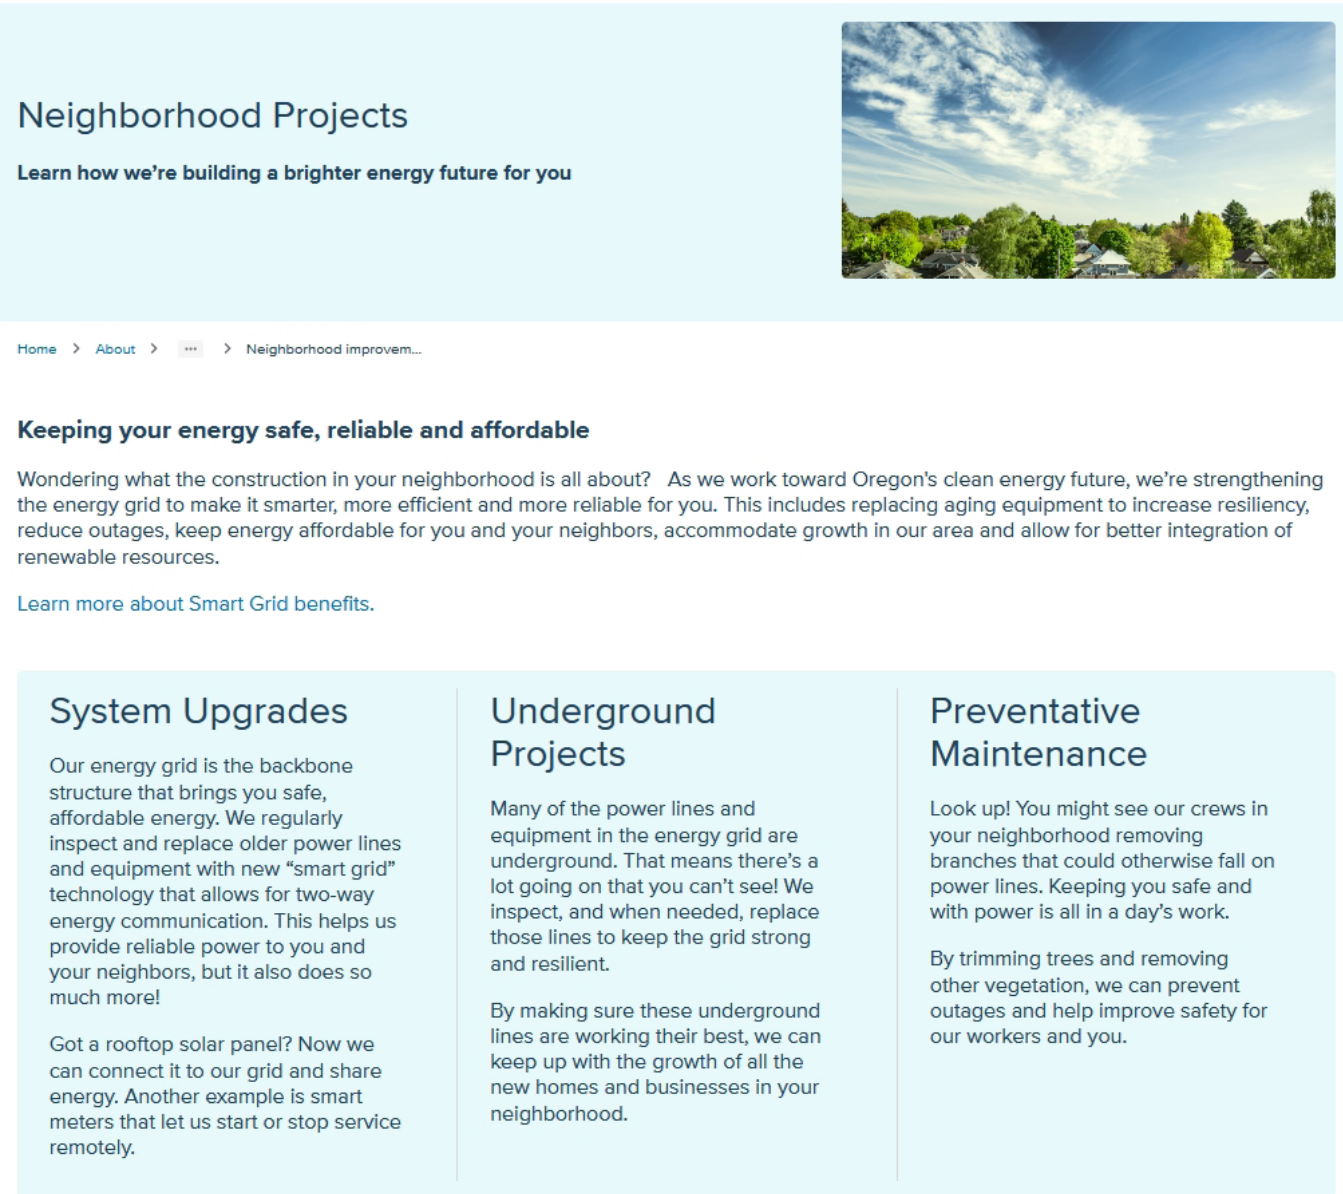 Neighborhood Projects
Learn how we’re building a brighter energy future for you
Home > About > ... > Neighborhood improvem...
Keeping your energy safe, reliable and affordable
Wondering what the construction in your neighborhood is all about?   As we work toward Oregon's clean energy future, we’re strengthening
the energy grid to make it smarter, more efficient and more reliable for you. This includes replacing aging equipment to increase resiliency,
reduce outages, keep energy affordable for you and your neighbors, accommodate growth in our area and allow for better integration of
renewable resources.
Learn more about Smart Grid benefits.
System Upgrades
Our energy grid is the backbone
structure that brings you safe,
affordable energy. We regularly
inspect and replace older power lines
and equipment with new “smart grid”
technology that allows for two-way
energy communication. This helps us
provide reliable power to you and
your neighbors, but it also does so
much more!
Got a rooftop solar panel? Now we
can connect it to our grid and share
energy. Another example is smart
meters that let us start or stop service
remotely.
Underground
Projects
Many of the power lines and
equipment in the energy grid are
underground. That means there’s a
lot going on that you can’t see! We
inspect, and when needed, replace
those lines to keep the grid strong
and resilient.
By making sure these underground
lines are working their best, we can
keep up with the growth of all the
new homes and businesses in your
neighborhood.
Preventative
Maintenance
Look up! You might see our crews in
your neighborhood removing
branches that could otherwise fall on
power lines. Keeping you safe and
with power is all in a day’s work.
By trimming trees and removing
other vegetation, we can prevent
outages and help improve safety for
our workers and you.